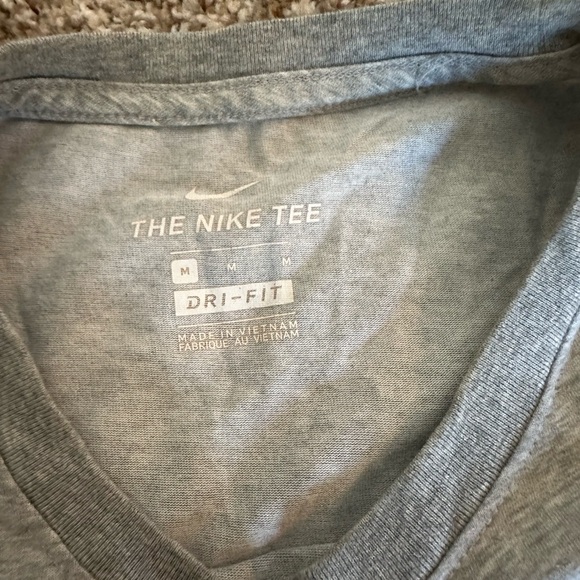 THE NIKE TEE
M M M
DRI-FIT
MADE IN VIETNAM
FABRIQUE AU VIETNAM